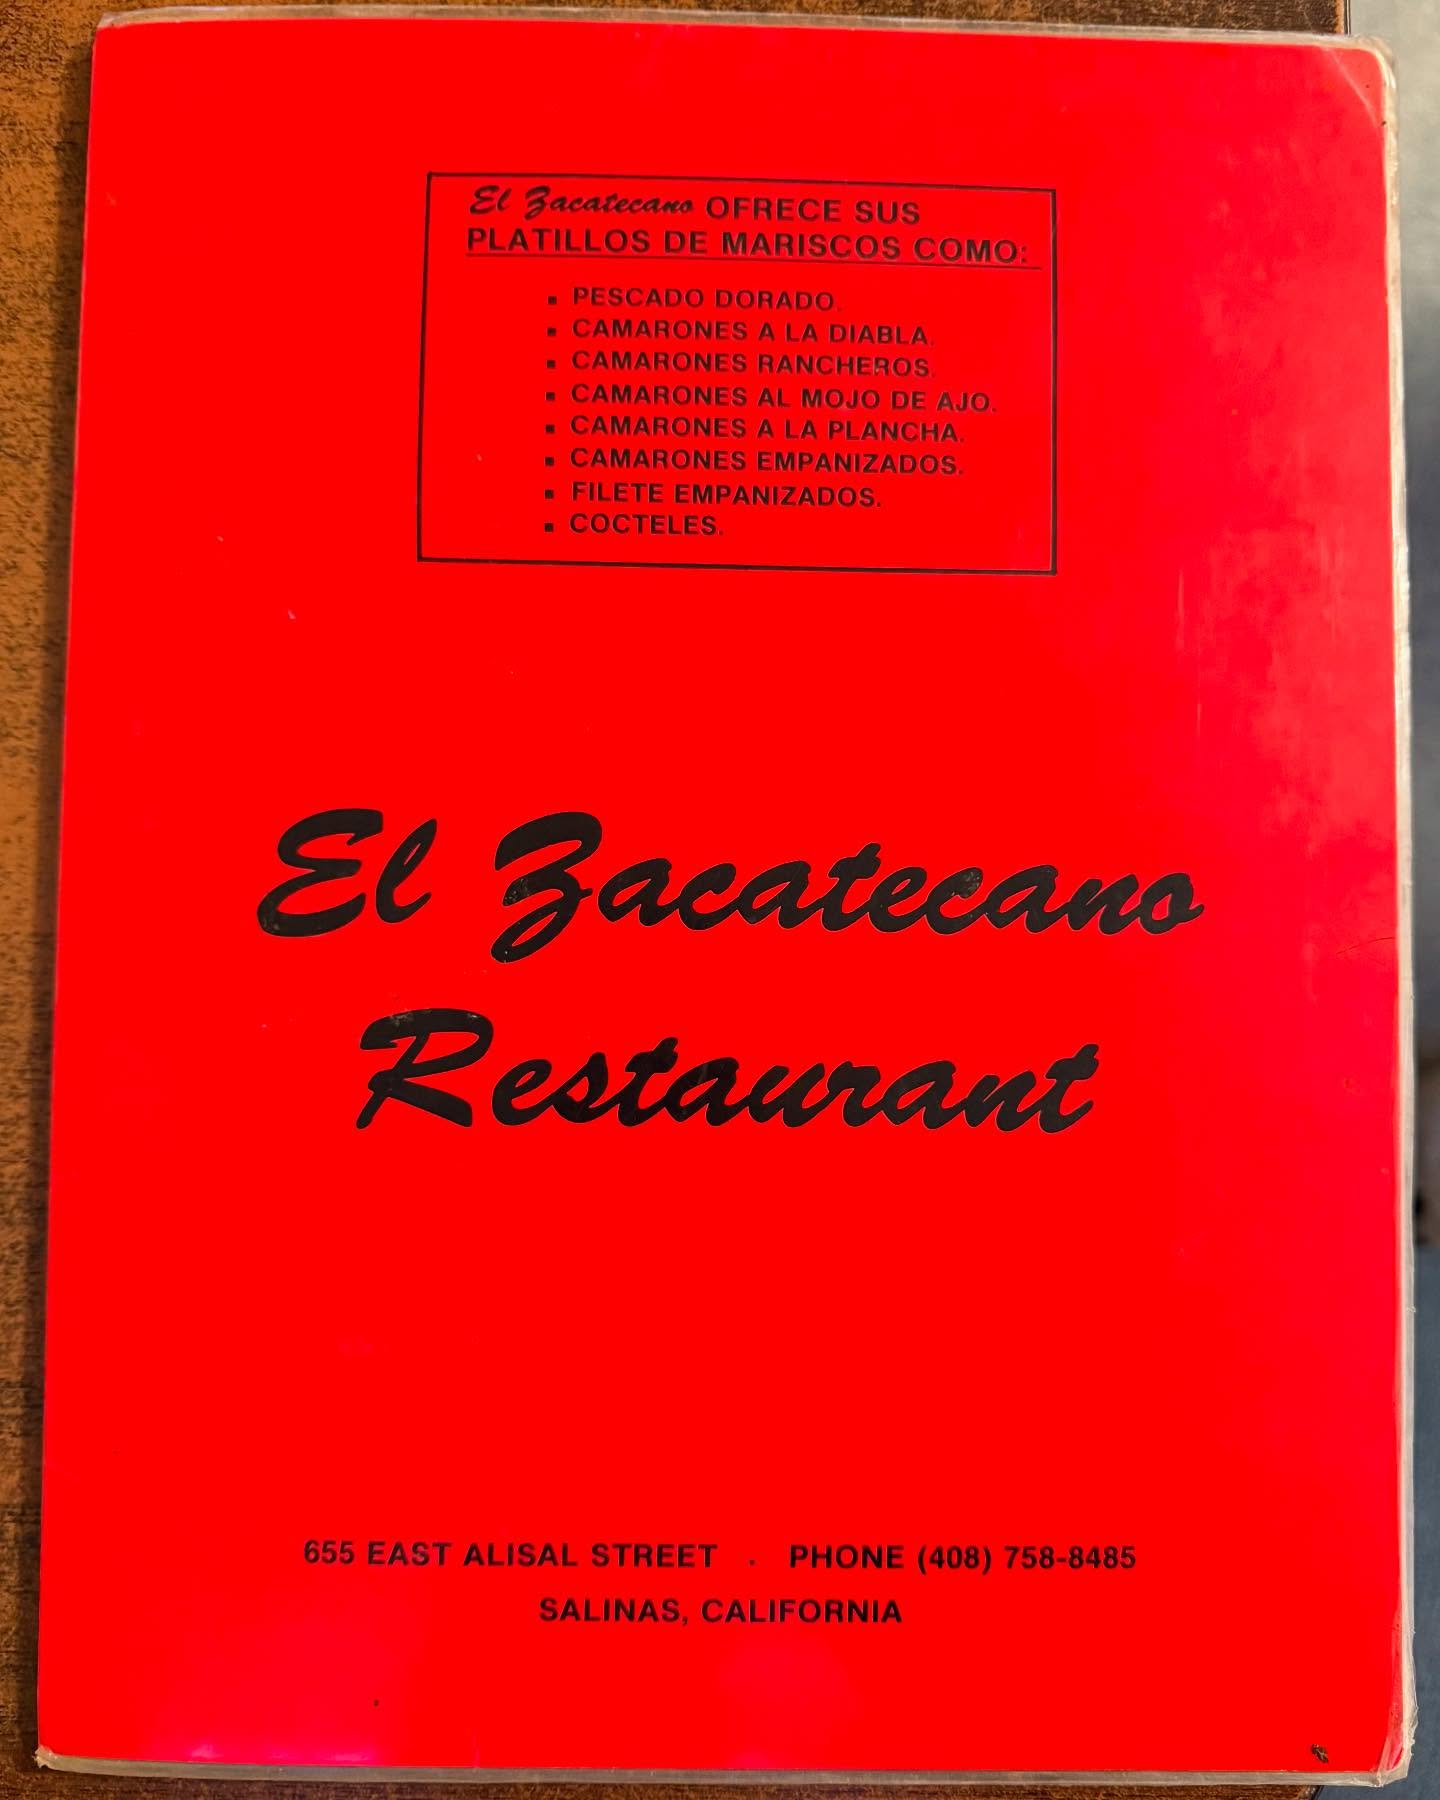 El Zacatecano OFRECE SUS
PLATILLOS DE MARISCOS COMO:
▪ PESCADO DORADO.
▪ CAMARONES A LA DIABLA.
▪ CAMARONES RANCHEROS.
▪ CAMARONES AL MOJO DE AJO.
▪ CAMARONES A LA PLANCHA.
▪ CAMARONES EMPANIZADOS.
▪ FILETE EMPANIZADOS.
▪ COCTELES.
El Zacatecano
Restaurant
655 EAST ALISAL STREET . PHONE (408) 758-8485
SALINAS, CALIFORNIA